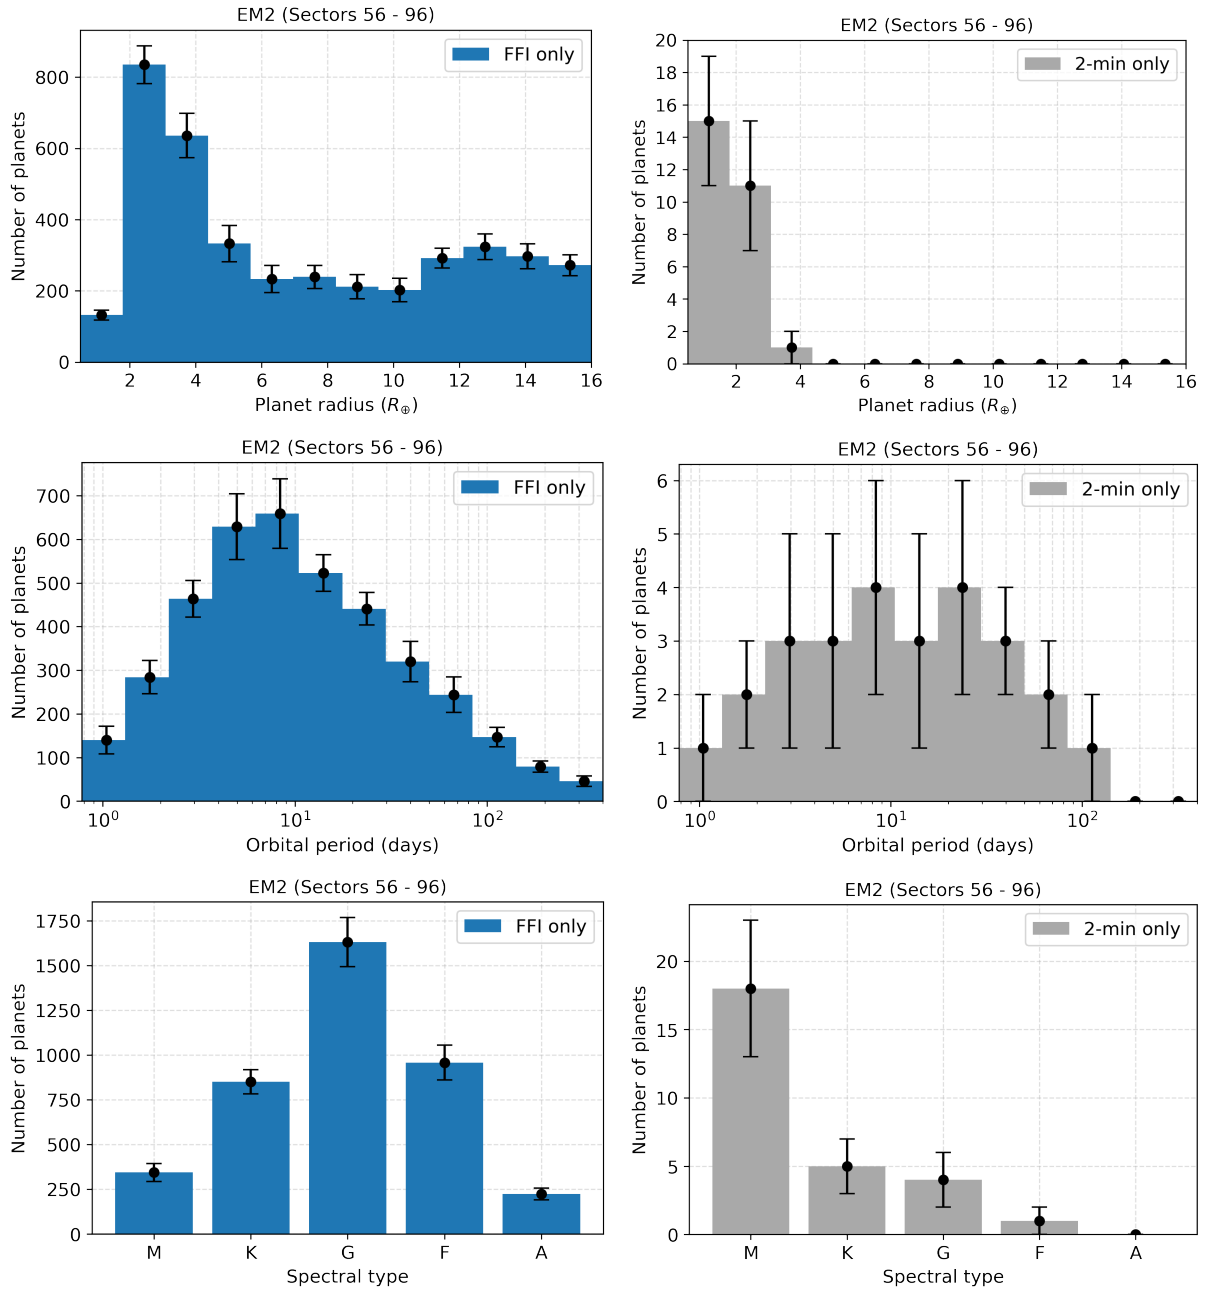 EM2 (Sectors 56 - 96)
FFI only
Number of planets
0
200
400
600
800
2 4 6 8 10 12 14 16
Planet radius (R⊕)
EM2 (Sectors 56 - 96)
2-min only
Number of planets
0
2
4
6
8
10
12
14
16
18
20
2 4 6 8 10 12 14 16
Planet radius (R⊕)
EM2 (Sectors 56 - 96)
FFI only
Number of planets
0
100
200
300
400
500
600
700
10⁰ 10¹ 10²
Orbital period (days)
EM2 (Sectors 56 - 96)
2-min only
Number of planets
0
1
2
3
4
5
6
10⁰ 10¹ 10²
Orbital period (days)
EM2 (Sectors 56 - 96)
FFI only
Number of planets
0
250
500
750
1000
1250
1500
1750
M K G F A
Spectral type
EM2 (Sectors 56 - 96)
2-min only
Number of planets
0
5
10
15
20
M K G F A
Spectral type